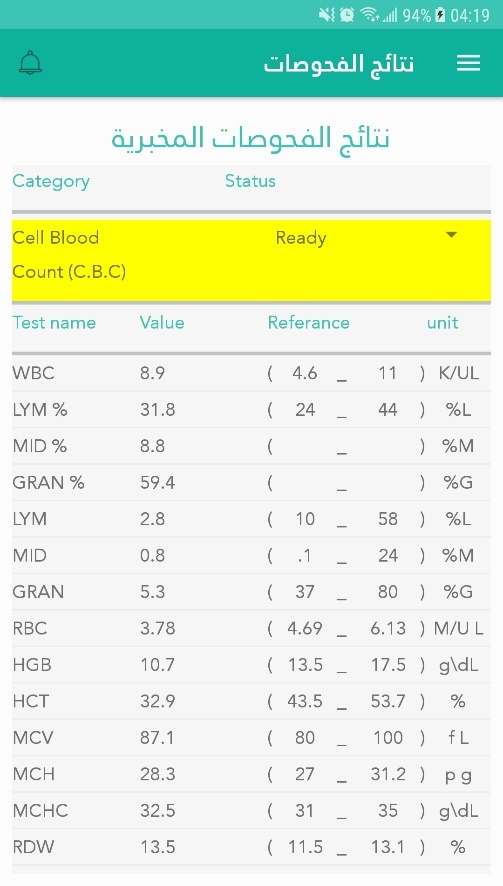 94% 04:19
نتائج الفحوصات
نتائج الفحوصات المخبرية
Category Status
Cell Blood Ready
Count (C.B.C)
Test name Value Referance unit
WBC 8.9 ( 4.6 _ 11 ) K/UL
LYM % 31.8 ( 24 _ 44 ) %L
MID % 8.8 ( _ ) %M
GRAN % 59.4 ( _ ) %G
LYM 2.8 ( 10 _ 58 ) %L
MID 0.8 ( .1 _ 24 ) %M
GRAN 5.3 ( 37 _ 80 ) %G
RBC 3.78 ( 4.69 _ 6.13 ) M/U L
HGB 10.7 ( 13.5 _ 17.5 ) g\dL
HCT 32.9 ( 43.5 _ 53.7 ) %
MCV 87.1 ( 80 _ 100 ) f L
MCH 28.3 ( 27 _ 31.2 ) p g
MCHC 32.5 ( 31 _ 35 ) g\dL
RDW 13.5 ( 11.5 _ 13.1 ) %